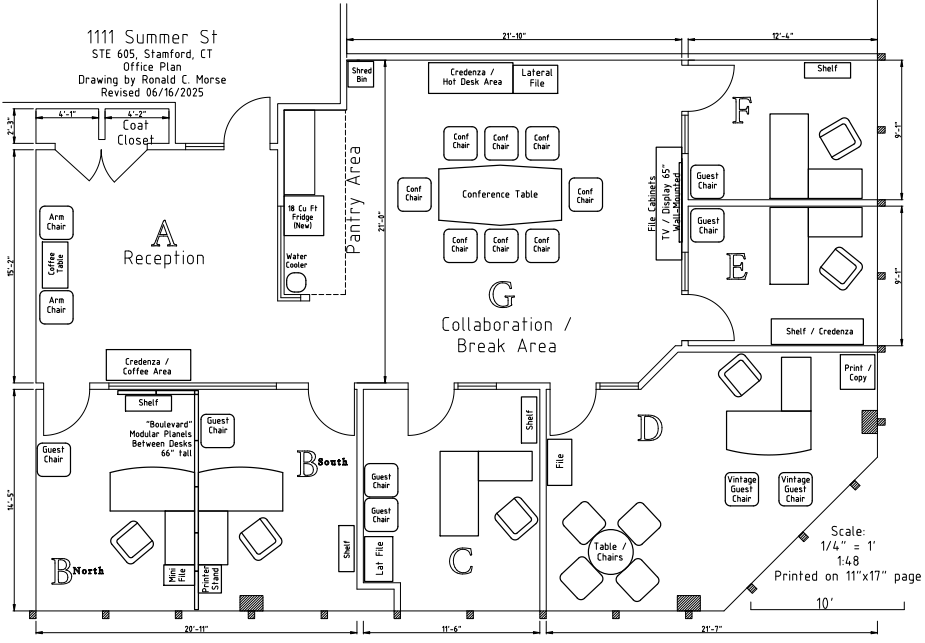 1111 Summer St
STE 605, Stamford, CT
Office Plan
Drawing by Ronald C. Morse
Revised 06/16/2025
21'-10"
12'-4"
Shred
Bin
Credenza /
Hot Desk Area
Lateral
File
Shelf
F
9'-1"
4'-1"
4'-2"
2'-3"
Coat
Closet
Conf
Chair
Conf
Chair
Conf
Chair
Conf
Chair
Conference Table
Conf
Chair
Conf
Chair
Conf
Chair
Conf
Chair
Pantry Area
21'-0"
File Cabinets
TV / Display 65"
Wall-Mounted
Guest
Chair
Guest
Chair
E
9'-1"
Shelf / Credenza
18 Cu Ft
Fridge
(New)
Water
Cooler
Arm
Chair
Coffee
Table
Arm
Chair
15'-2"
A
Reception
G
Collaboration /
Break Area
Credenza /
Coffee Area
Print /
Copy
Shelf
"Boulevard"
Modular Planels
Between Desks
66" tall
Guest
Chair
Guest
Chair
14'-5"
BSouth
BNorth
Mini
File
Printer
Stand
Shelf
Guest
Chair
Guest
Chair
Lat File
Shelf
C
File
D
Vintage
Guest
Chair
Vintage
Guest
Chair
Table /
Chairs
Scale:
1/4" = 1'
1:48
Printed on 11"x17" page
10'
20'-11"
11'-6"
21'-7"